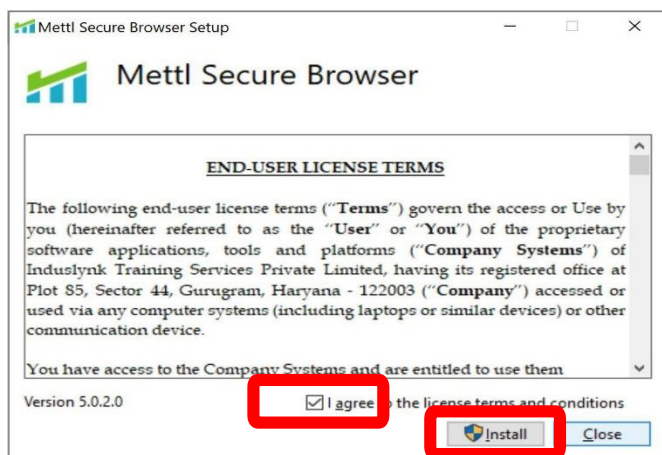 Mettl Secure Browser Setup
Mettl Secure Browser
END-USER LICENSE TERMS
The following end-user license terms (“Terms”) govern the access or Use by
you (hereinafter referred to as the “User” or “You”) of the proprietary
software applications, tools and platforms (“Company Systems”) of
Induslynk Training Services Private Limited, having its registered office at
Plot 85, Sector 44, Gurugram, Haryana - 122003 (“Company”) accessed or
used via any computer systems (including laptops or similar devices) or other
communication device.
You have access to the Company Systems and are entitled to use them
Version 5.0.2.0
I agree the license terms and conditions
Install
Close